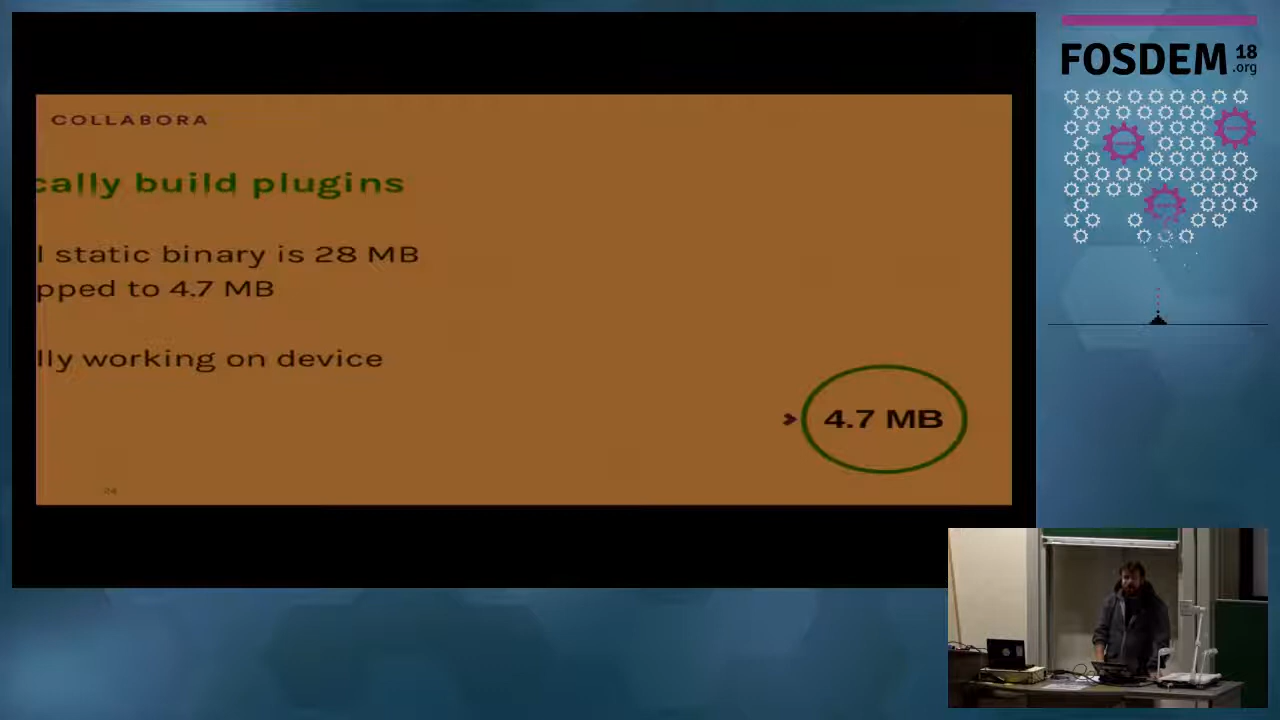 COLLABORA
cally build plugins
l static binary is 28 MB
pped to 4.7 MB
lly working on device
4.7 MB
24
FOSDEM 18
.org